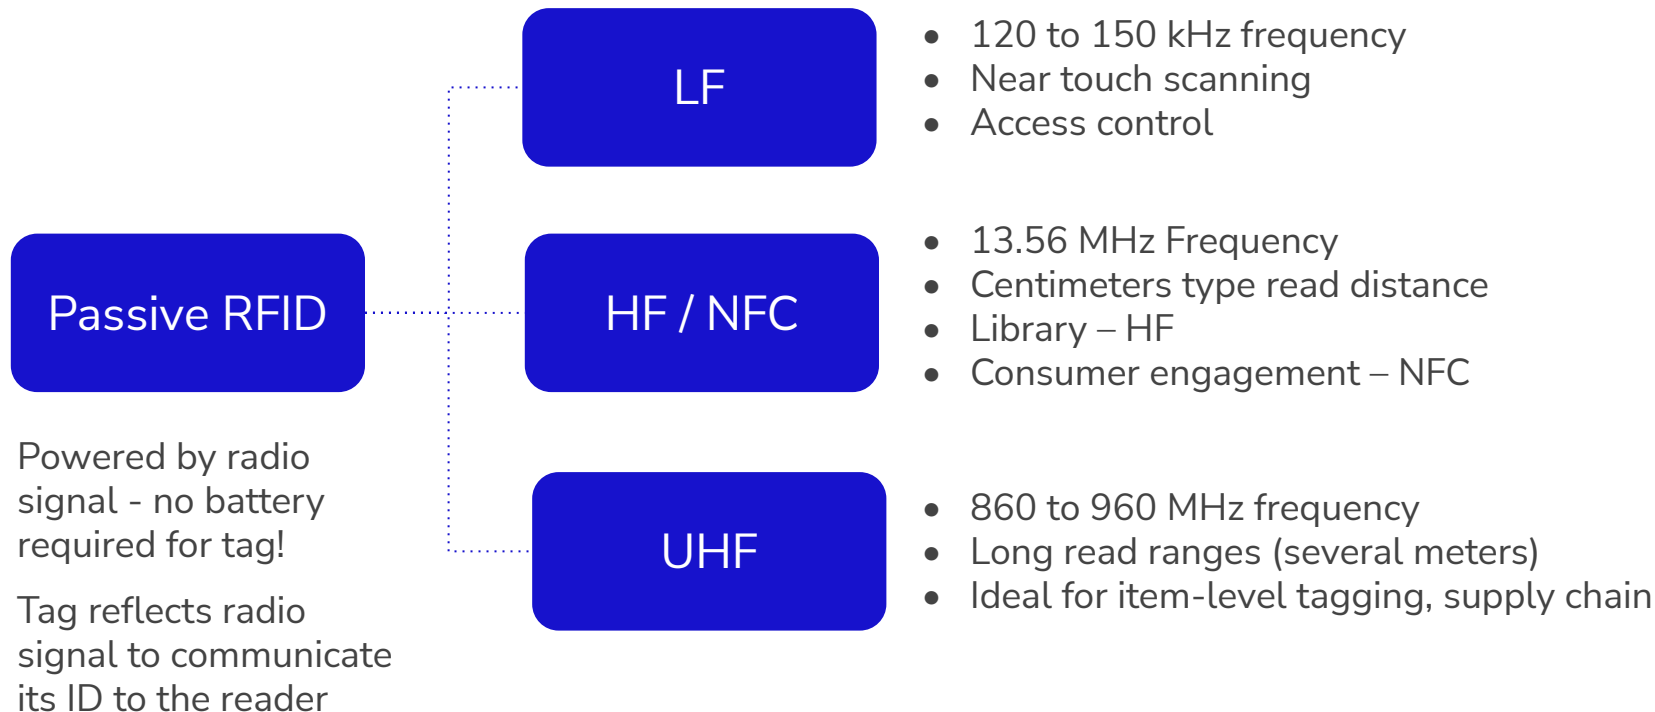 LF
• 120 to 150 kHz frequency
• Near touch scanning
• Access control
Passive RFID
Powered by radio
signal - no battery
required for tag!
Tag reflects radio
signal to communicate
its ID to the reader
HF / NFC
• 13.56 MHz Frequency
• Centimeters type read distance
• Library – HF
• Consumer engagement – NFC
UHF
• 860 to 960 MHz frequency
• Long read ranges (several meters)
• Ideal for item-level tagging, supply chain